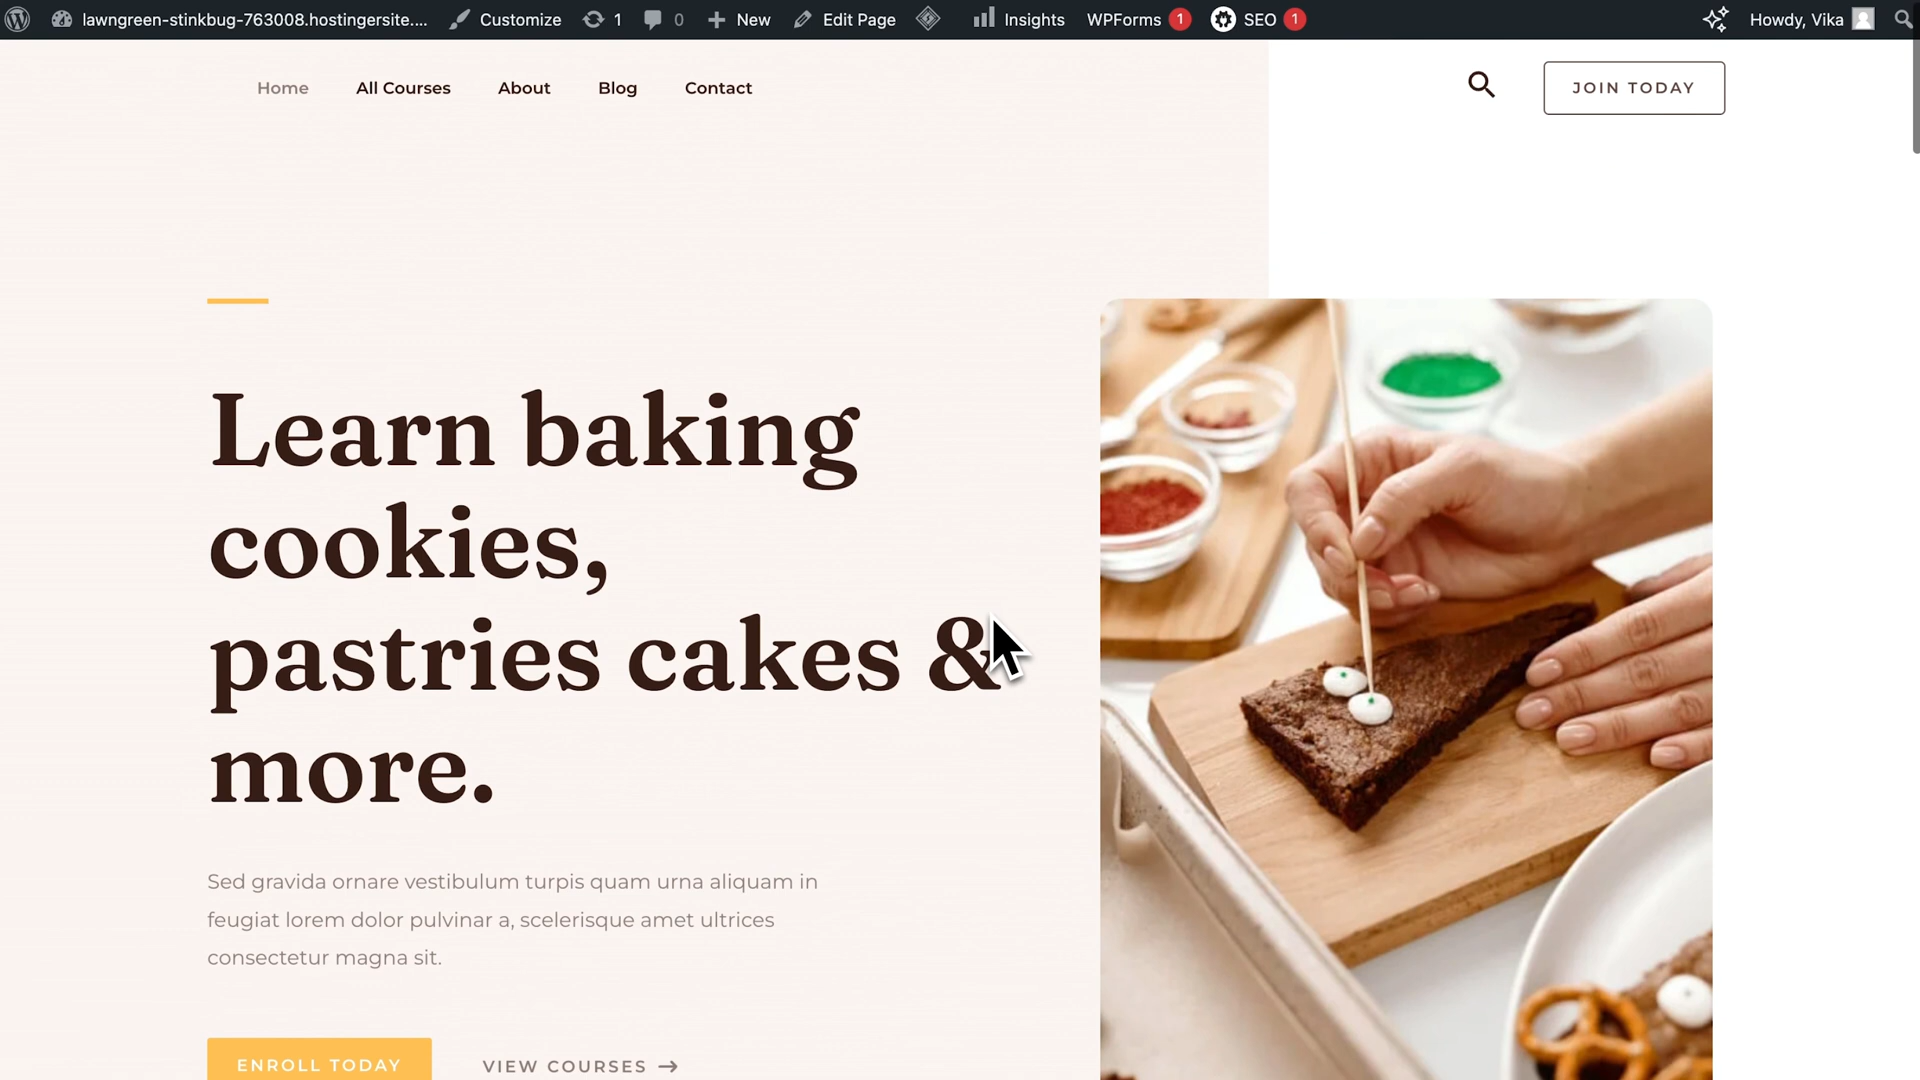 lawngreen-stinkbug-763008.hostingersite.... Customize 1 0 New Edit Page Insights WPForms 1 SEO 1 Howdy, Vika
Home All Courses About Blog Contact JOIN TODAY
Learn baking
cookies,
pastries cakes &
more.
Sed gravida ornare vestibulum turpis quam urna aliquam in
feugiat lorem dolor pulvinar a, scelerisque amet ultrices
consectetur magna sit.
ENROLL TODAY VIEW COURSES →